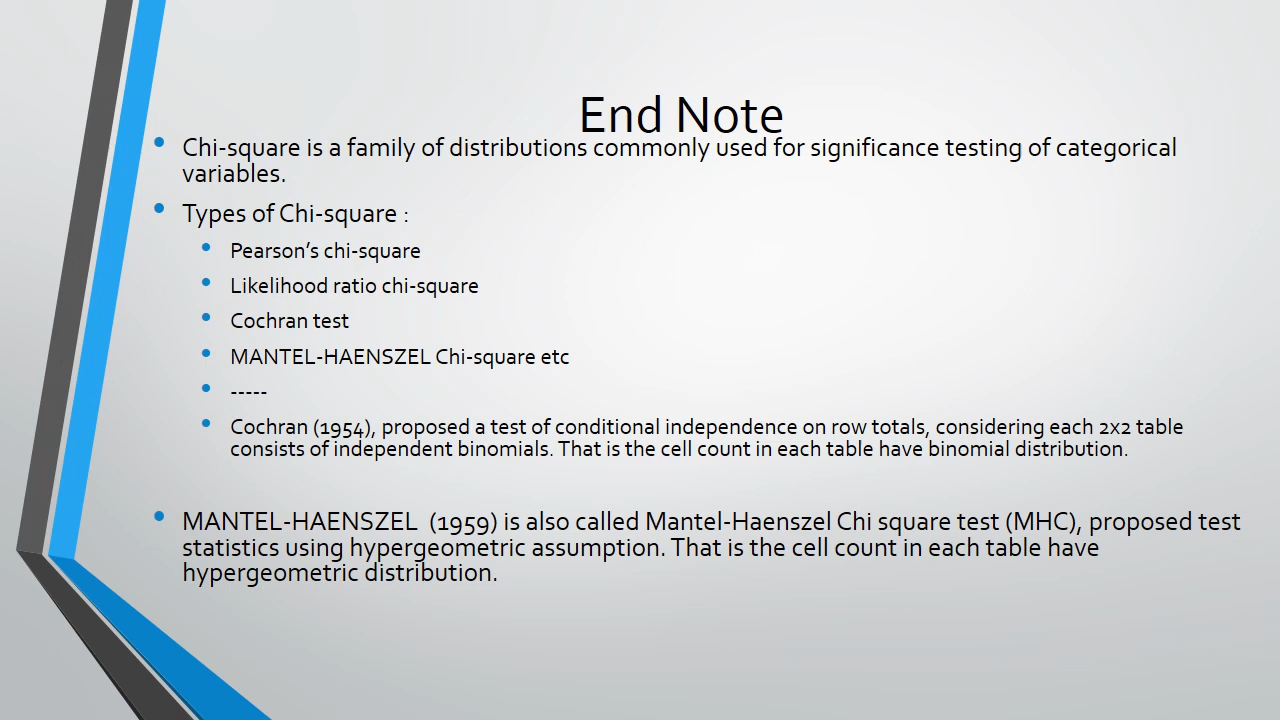 End Note
• Chi-square is a family of distributions commonly used for significance testing of categorical
variables.
• Types of Chi-square :
• Pearson’s chi-square
• Likelihood ratio chi-square
• Cochran test
• MANTEL-HAENSZEL Chi-square etc
• -----
• Cochran (1954), proposed a test of conditional independence on row totals, considering each 2x2 table
consists of independent binomials. That is the cell count in each table have binomial distribution.
• MANTEL-HAENSZEL  (1959) is also called Mantel-Haenszel Chi square test (MHC), proposed test
statistics using hypergeometric assumption. That is the cell count in each table have
hypergeometric distribution.